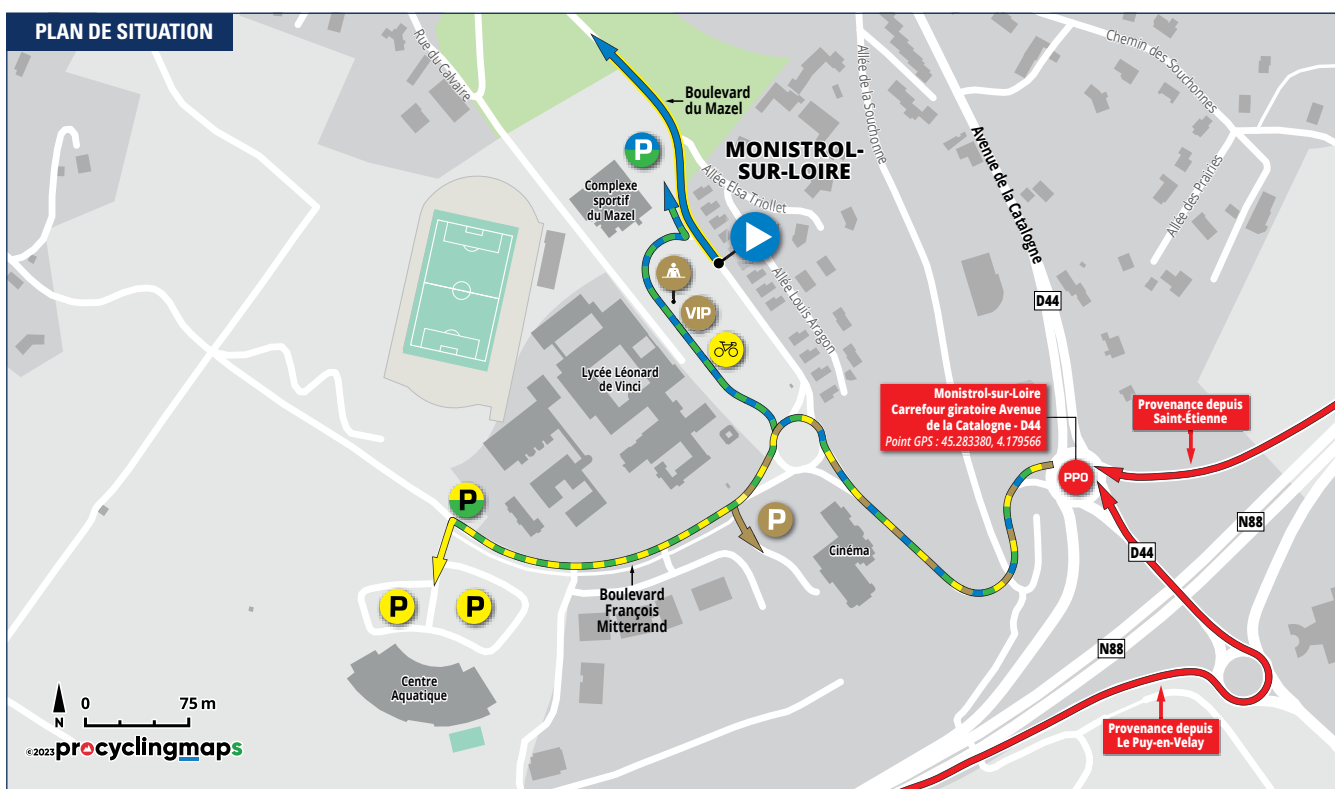 PLAN DE SITUATION
Rue du Calvaire
Boulevard
du Mazel
P
MONISTROL-
SUR-LOIRE
Complexe
sportif
du Mazel
Allée Elsa Triollet
Allée Louis Aragon
Allée de la Souchonne
Avenue de la Catalogne
Chemin des Souchonnes
Allée des Prairies
D44
VIP
Lycée Léonard
de Vinci
Monistrol-sur-Loire
Carrefour giratoire Avenue
de la Catalogne - D44
Point GPS : 45.283380, 4.179566
Provenance depuis
Saint-Étienne
PPO
N88
D44
P
P
Cinéma
P
P
Boulevard
François
Mitterrand
N88
Centre
Aquatique
Provenance depuis
Le Puy-en-Velay
N
0 75 m
©2023 procyclingmaps